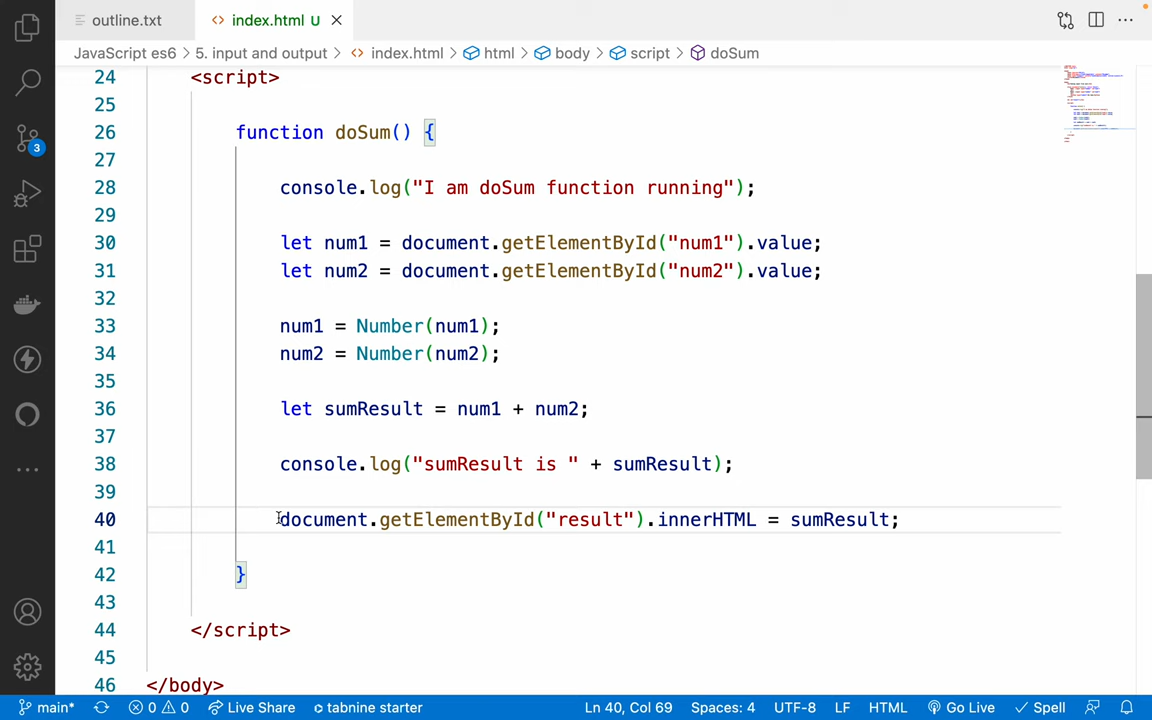 outline.txt
index.html U
JavaScript es6 > 5. input and output > index.html > html > body > script > doSum
24 <script>
25
26 function doSum() {
27
28 console.log("I am doSum function running");
29
30 let num1 = document.getElementById("num1").value;
31 let num2 = document.getElementById("num2").value;
32
33 num1 = Number(num1);
34 num2 = Number(num2);
35
36 let sumResult = num1 + num2;
37
38 console.log("sumResult is " + sumResult);
39
40 document.getElementById("result").innerHTML = sumResult;
41
42 }
43
44 </script>
45
46 </body>
3
main* 0 0 Live Share tabnine starter Ln 40, Col 69 Spaces: 4 UTF-8 LF HTML Go Live Spell